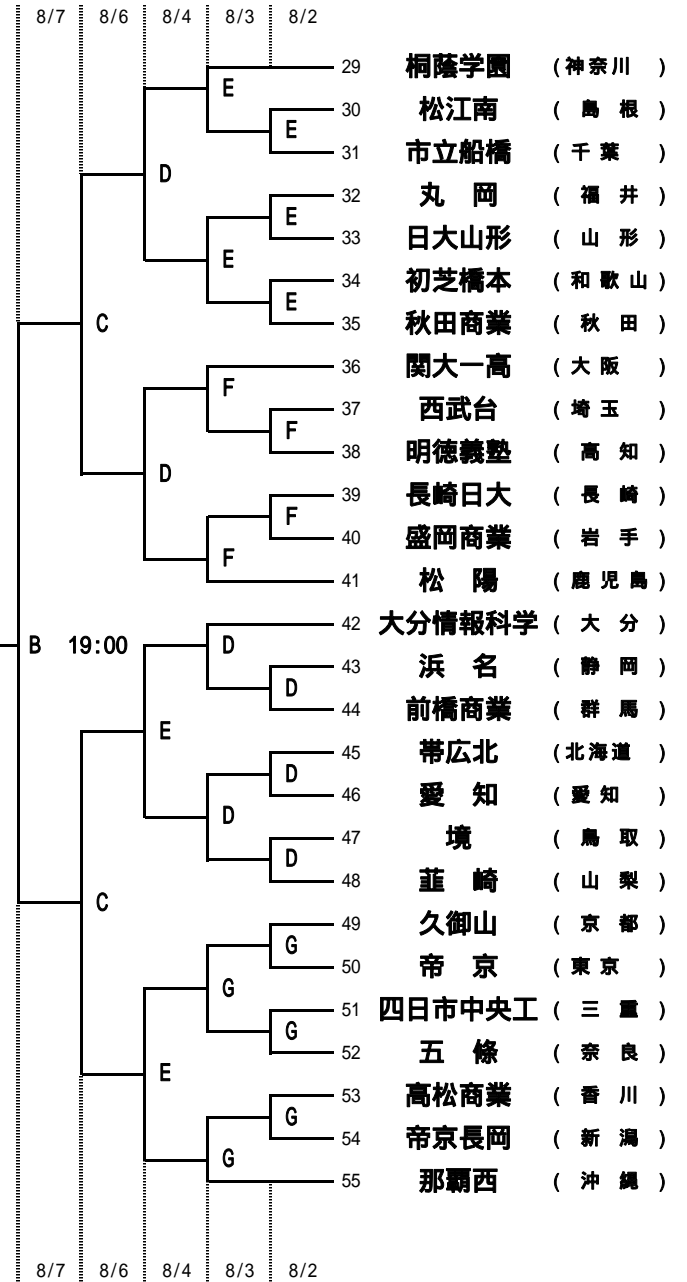 8/7 8/6 8/4 8/3 8/2
29 桐蔭学園 (神奈川)
E
30 松江南 (島根)
E
31 市立船橋 (千葉)
D
32 丸岡 (福井)
E
33 日大山形 (山形)
E
34 初芝橋本 (和歌山)
E
35 秋田商業 (秋田)
C
36 関大一高 (大阪)
F
37 西武台 (埼玉)
F
38 明徳義塾 (高知)
D
39 長崎日大 (長崎)
F
40 盛岡商業 (岩手)
F
41 松陽 (鹿児島)
42 大分情報科学 (大分)
B 19:00 D
43 浜名 (静岡)
D
44 前橋商業 (群馬)
E
45 帯広北 (北海道)
D
46 愛知 (愛知)
D
47 境 (鳥取)
D
48 韮崎 (山梨)
C
49 久御山 (京都)
G
50 帝京 (東京)
G
51 四日市中央工 (三重)
G
52 五條 (奈良)
E
53 高松商業 (香川)
G
54 帝京長岡 (新潟)
G
55 那覇西 (沖縄)
8/7 8/6 8/4 8/3 8/2